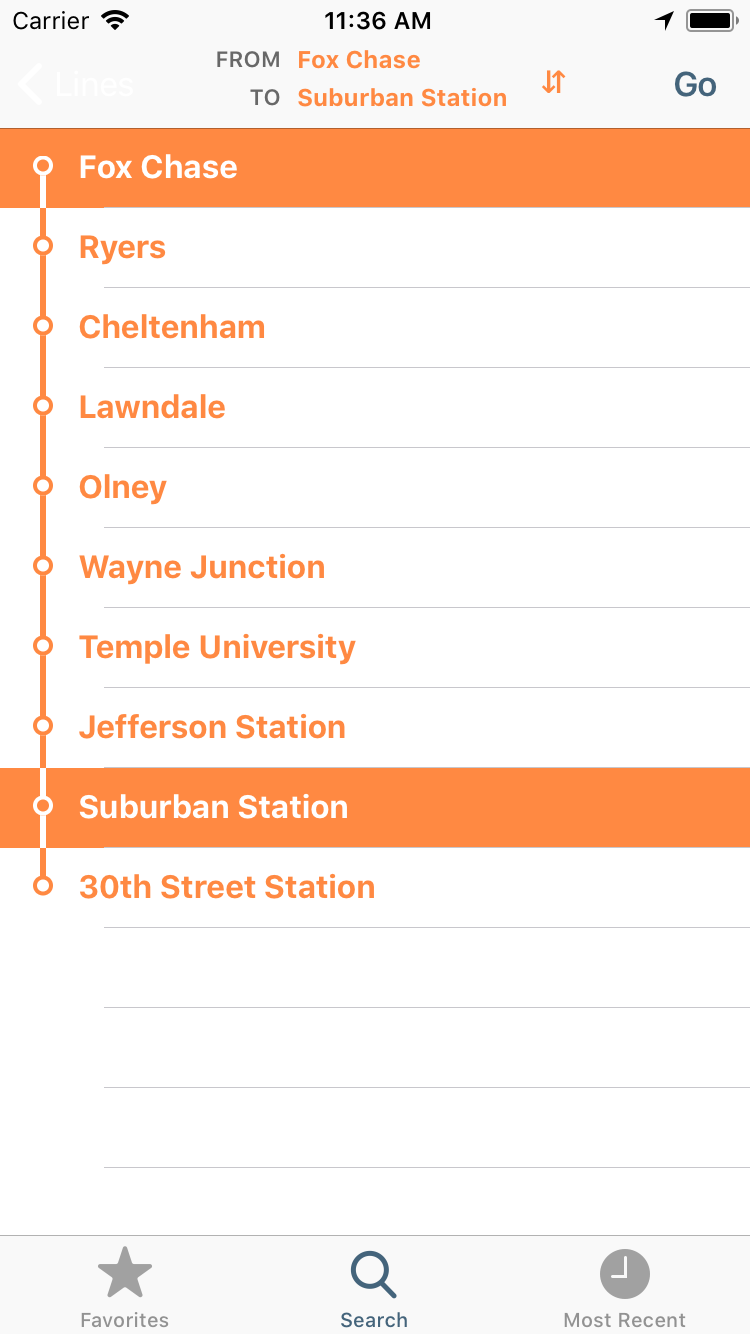 Carrier 11:36 AM
FROM Fox Chase
Lines Go
TO Suburban Station
Fox Chase
Ryers
Cheltenham
Lawndale
Olney
Wayne Junction
Temple University
Jefferson Station
Suburban Station
30th Street Station
Favorites Search Most Recent